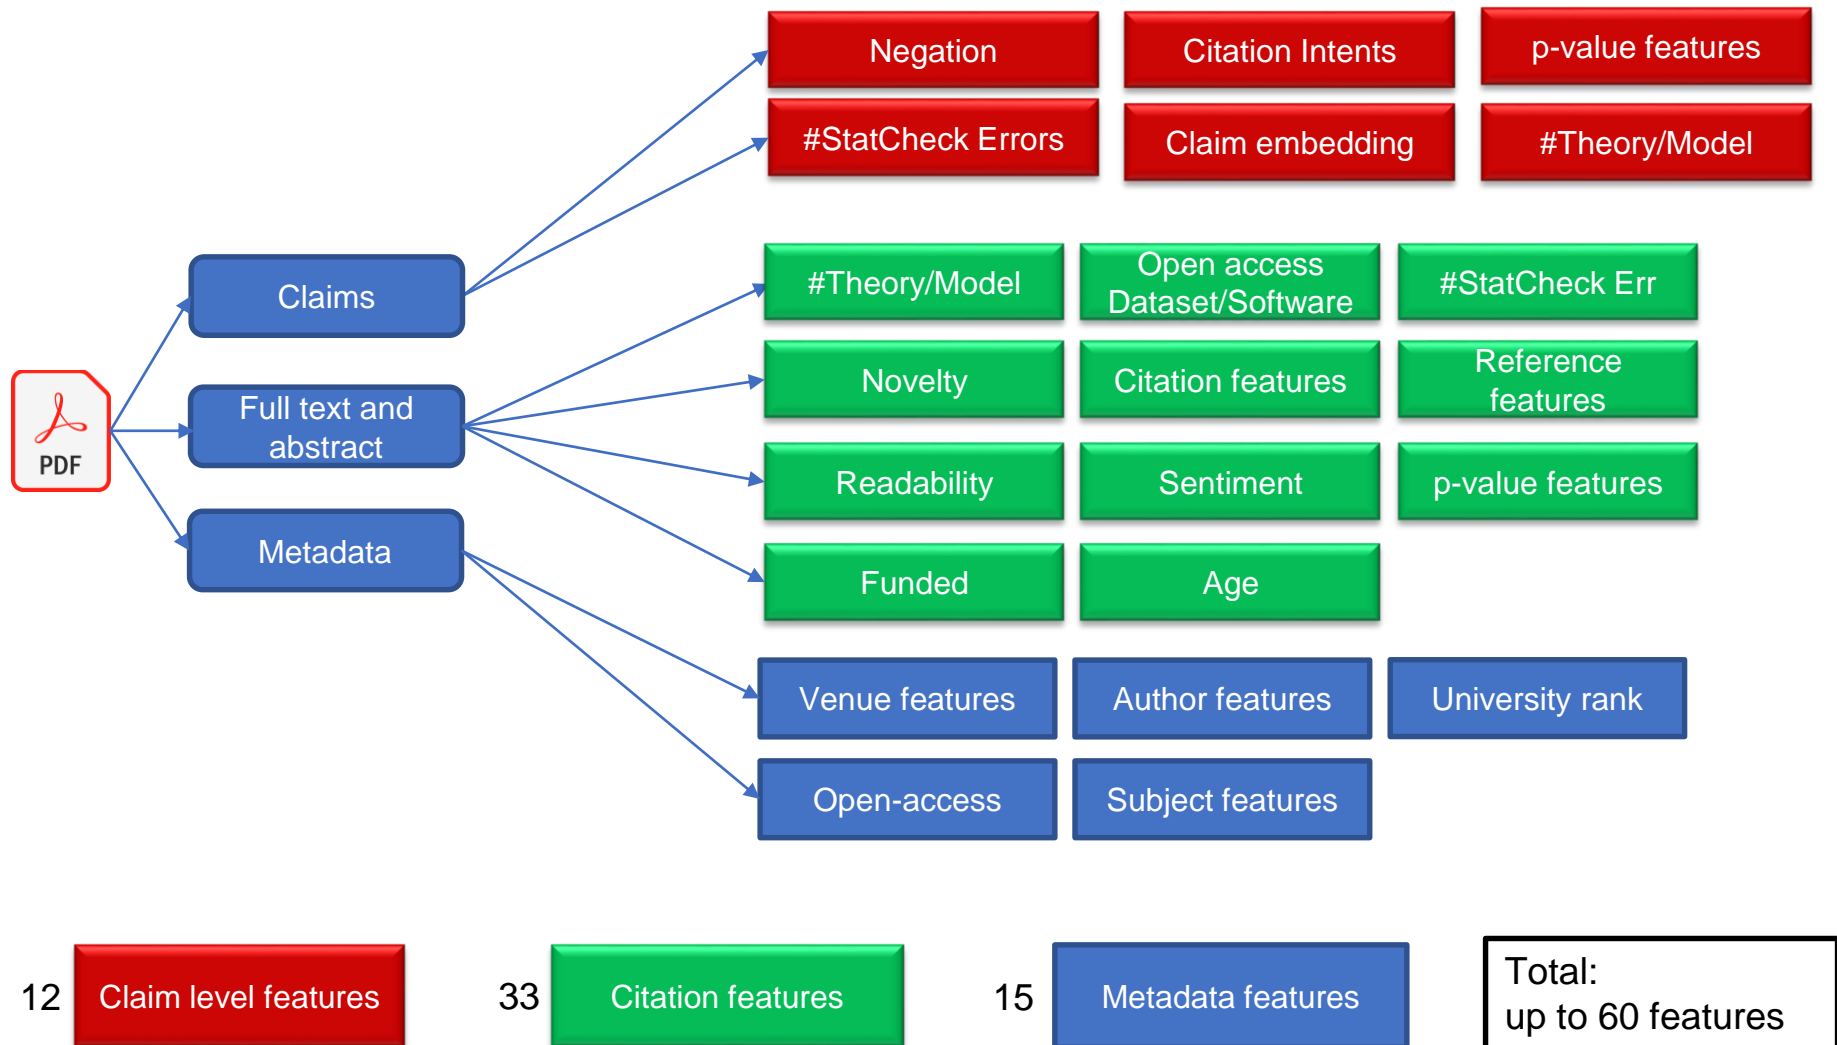 Negation
Citation Intents
p-value features
#StatCheck Errors
Claim embedding
#Theory/Model
Claims
#Theory/Model
Open access
Dataset/Software
#StatCheck Err
Novelty
Citation features
Reference
features
Full text and
abstract
PDF
Readability
Sentiment
p-value features
Metadata
Funded
Age
Venue features
Author features
University rank
Open-access
Subject features
12
Claim level features
33
Citation features
15
Metadata features
Total:
up to 60 features